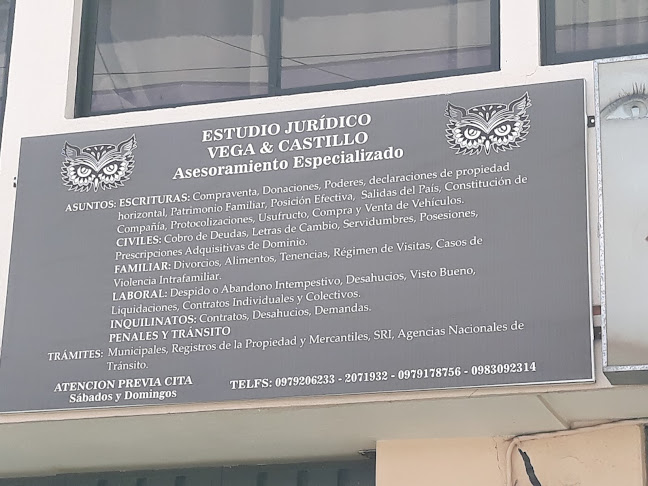 ESTUDIO JURÍDICO
VEGA & CASTILLO
Asesoramiento Especializado
ASUNTOS: ESCRITURAS: Compraventa, Donaciones, Poderes, declaraciones de propiedad
horizontal, Patrimonio Familiar, Posición Efectiva, Salidas del País, Constitución de
Compañía, Protocolizaciones, Usufructo, Compra y Venta de Vehículos.
CIVILES: Cobro de Deudas, Letras de Cambio, Servidumbres, Posesiones,
Prescripciones Adquisitivas de Dominio.
FAMILIAR: Divorcios, Alimentos, Tenencias, Régimen de Visitas, Casos de
Violencia Intrafamiliar.
LABORAL: Despido o Abandono Intempestivo, Desahucios, Visto Bueno,
Liquidaciones, Contratos Individuales y Colectivos.
INQUILINATOS: Contratos, Desahucios, Demandas.
PENALES Y TRÁNSITO
TRÁMITES: Municipales, Registros de la Propiedad y Mercantiles, SRI, Agencias Nacionales de
Tránsito.
ATENCION PREVIA CITA
Sábados y Domingos
TELFS: 0979206233 - 2071932 - 0979178756 - 0983092314